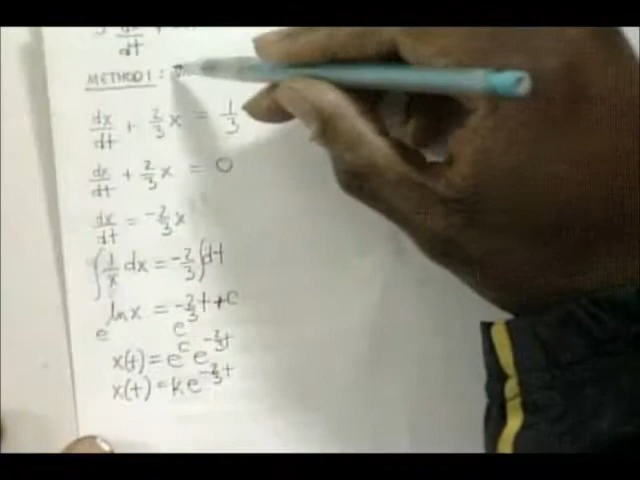 dx/dt +
METHOD 1:
dx/dt + 2/3 x = 1/3
dx/dt + 2/3 x = 0
dx/dt = -2/3 x
∫ 1/x dx = -2/3 ∫ dt
e^ln x = e^-2/3 t + c
x(t) = e^c e^-2/3 t
x(t) = k e^-2/3 t